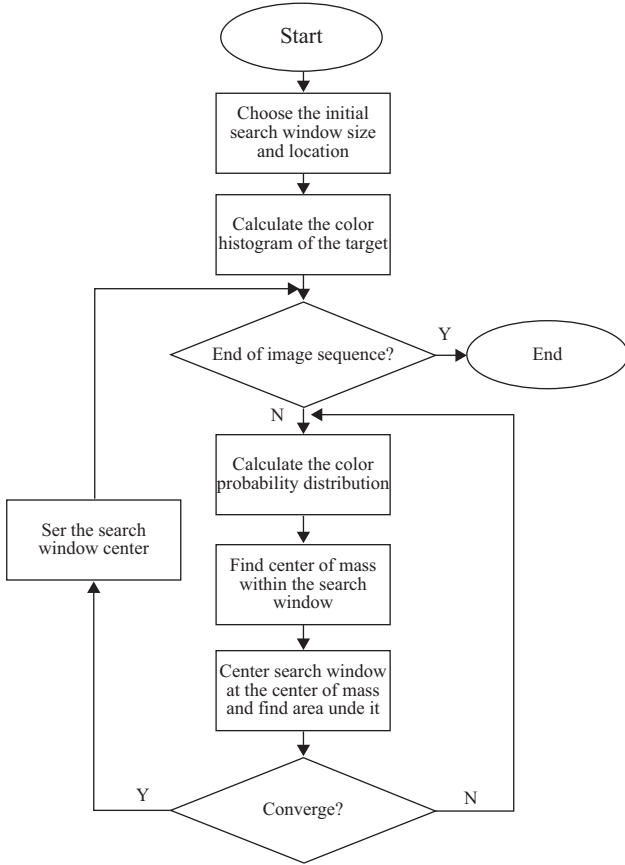 Start
Choose the initial
search window size
and location
Calculate the color
histogram of the target
End of image sequence?
Y
End
N
Calculate the color
probability distribution
Ser the search
window center
Find center of mass
within the search
window
Center search window
at the center of mass
and find area unde it
Y
Converge?
N